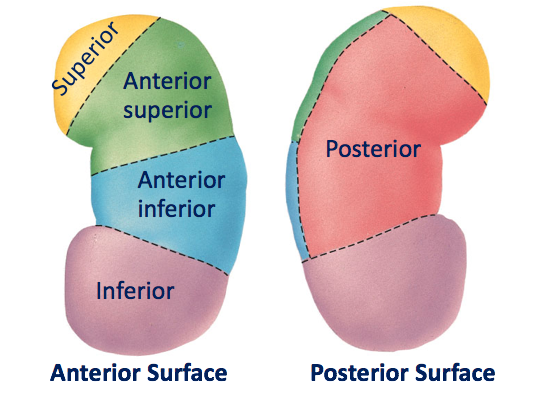 Superior
Anterior
superior
Posterior
Anterior
inferior
Inferior
Anterior Surface
Posterior Surface